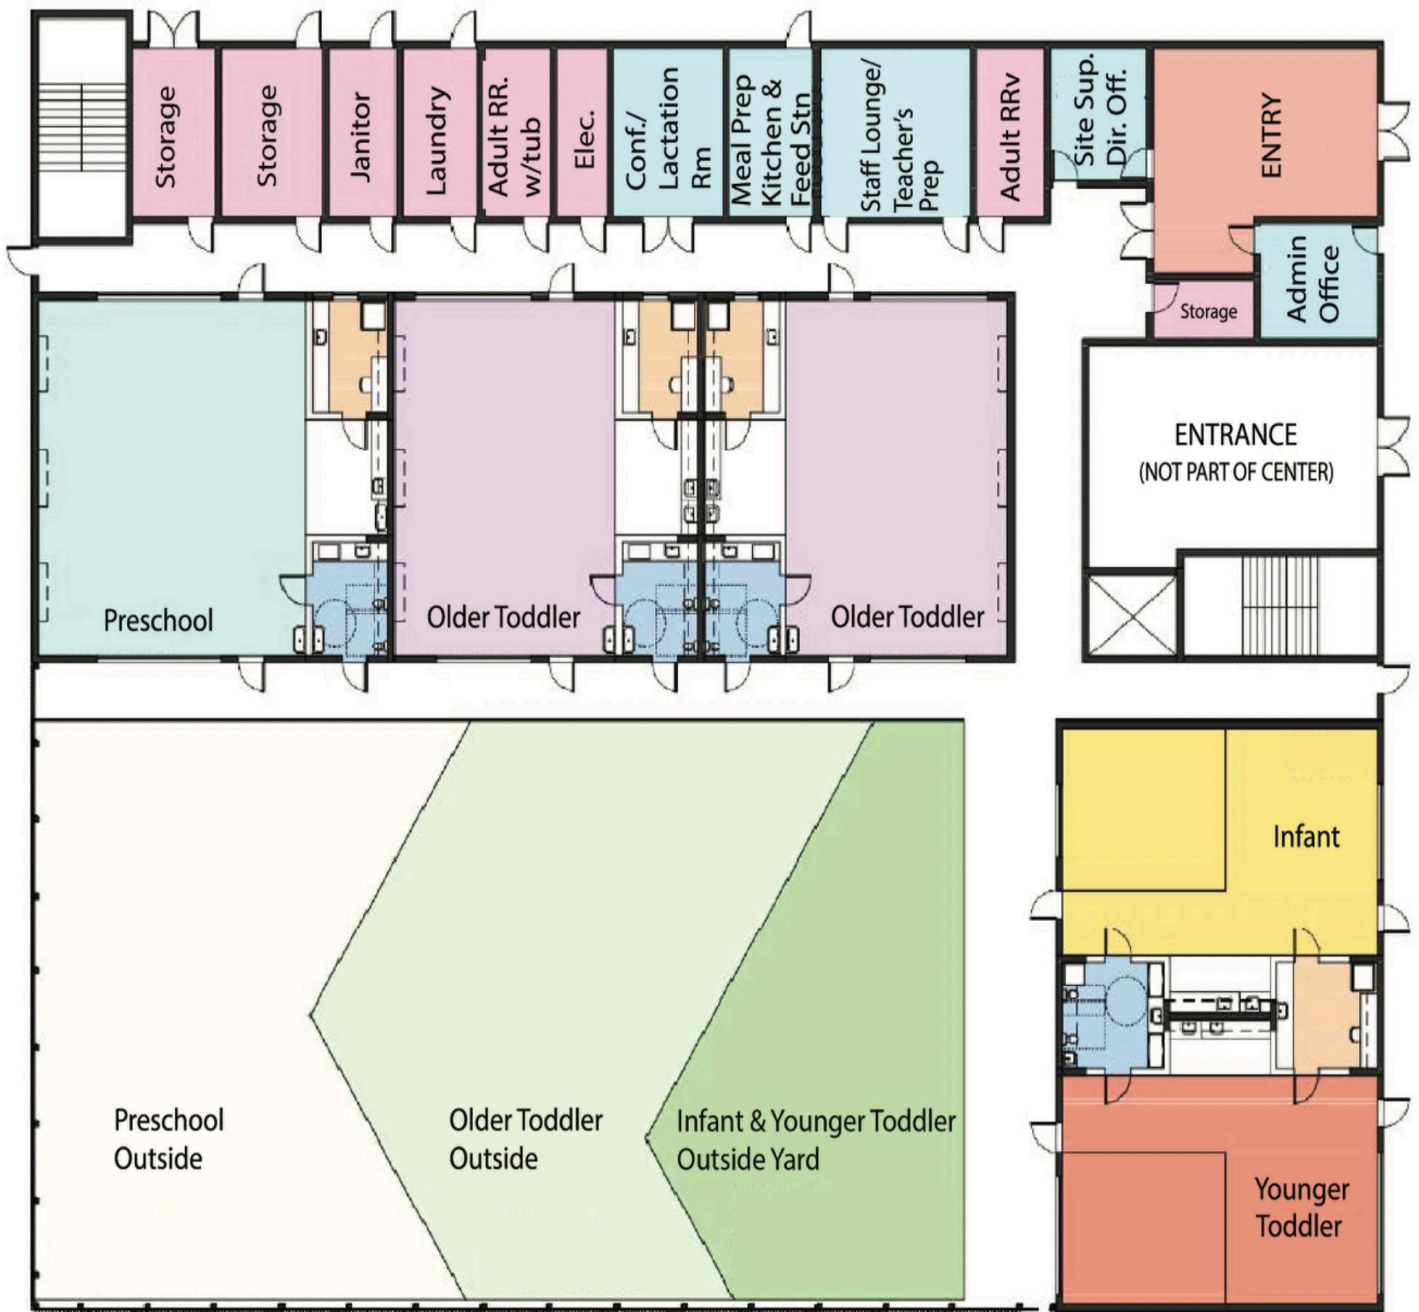 Storage
Storage
Janitor
Laundry
Adult RR.
w/tub
Elec.
Conf./
Lactation
Rm
Meal Prep
Kitchen &
Feed Stn
Staff Lounge/
Teacher's
Prep
Adult RRv
Site Sup.
Dir. Off.
ENTRY
Admin
Office
Storage
ENTRANCE
(NOT PART OF CENTER)
Preschool
Older Toddler
Older Toddler
Infant
Preschool
Outside
Older Toddler
Outside
Infant & Younger Toddler
Outside Yard
Younger
Toddler